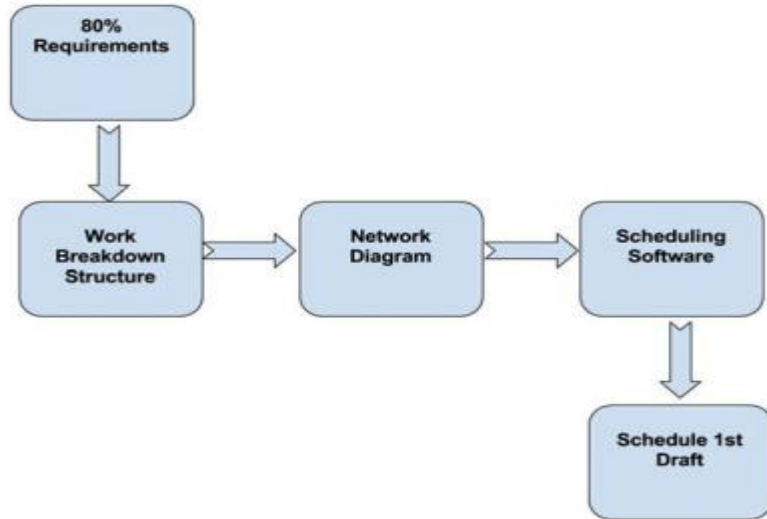 80%
Requirements
Work
Breakdown
Structure
Network
Diagram
Scheduling
Software
Schedule 1st
Draft